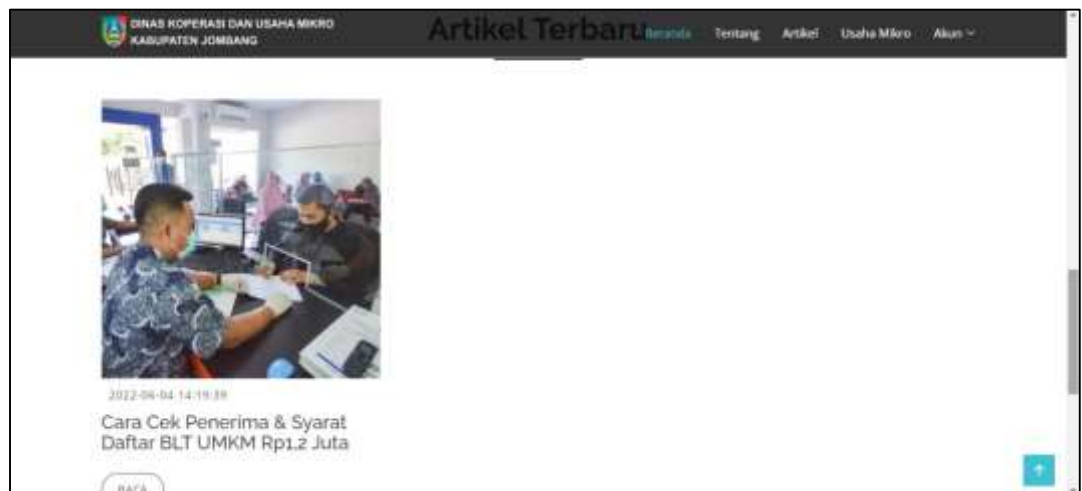 DINAS KOPERASI DAN USAHA MIKRO
KABUPATEN JOMBANG
Artikel Terbaru
Beranda Tentang Artikel Usaha Mikro Akun
2022-06-04 14:19:39
Cara Cek Penerima & Syarat
Daftar BLT UMKM Rp1,2 Juta
BACA